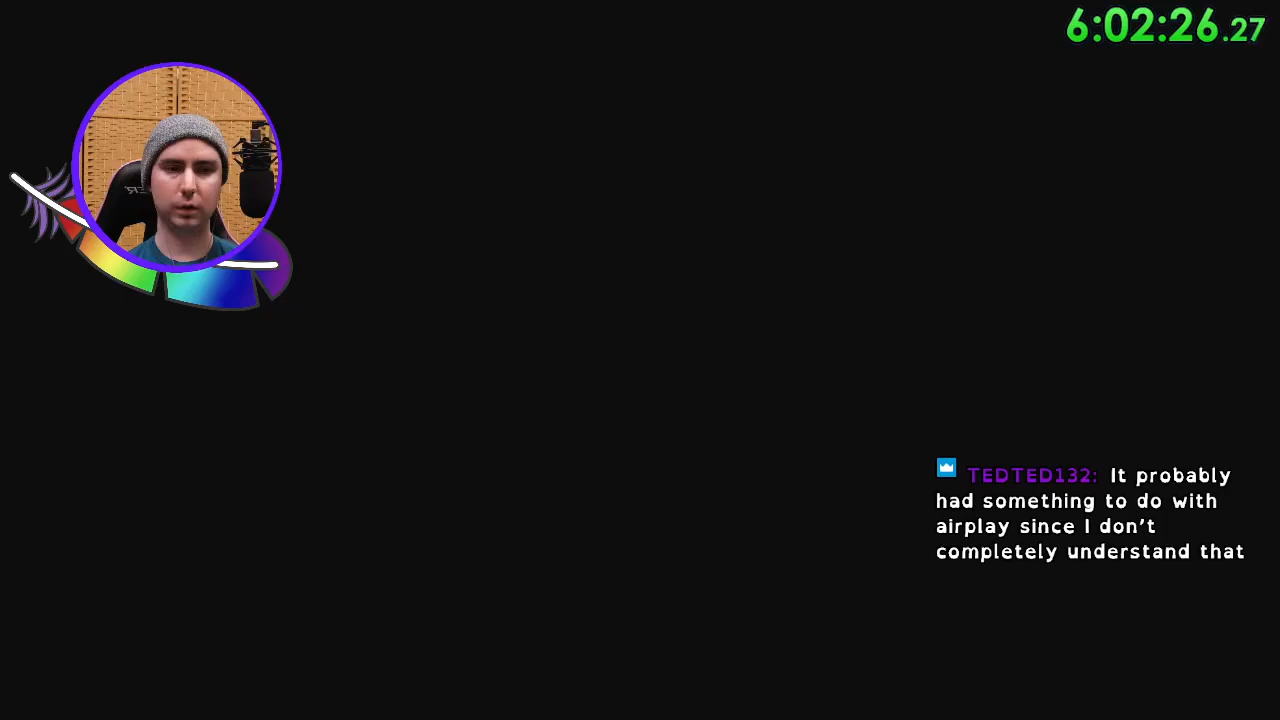 6:02:26.27
TEDTED132: It probably
had something to do with
airplay since I don't
completely understand that